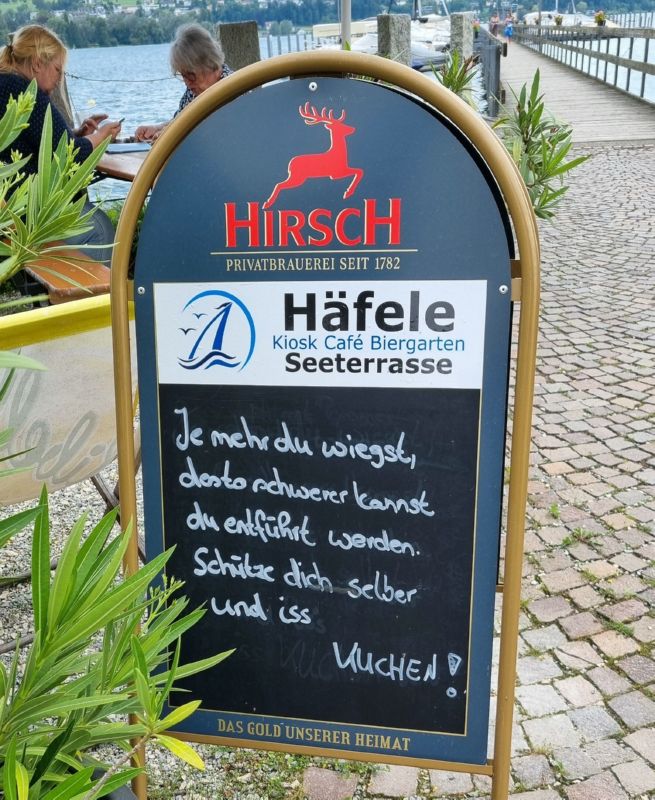 HIRSCH
PRIVATBRAUEREI SEIT 1782
Häfele
Kiosk Café Biergarten
Seeterrasse
Je mehr du wiegst,
desto schwerer kannst
du entführt werden.
Schütze dich selber
und iss
KUCHEN!
DAS GOLD UNSERER HEIMAT